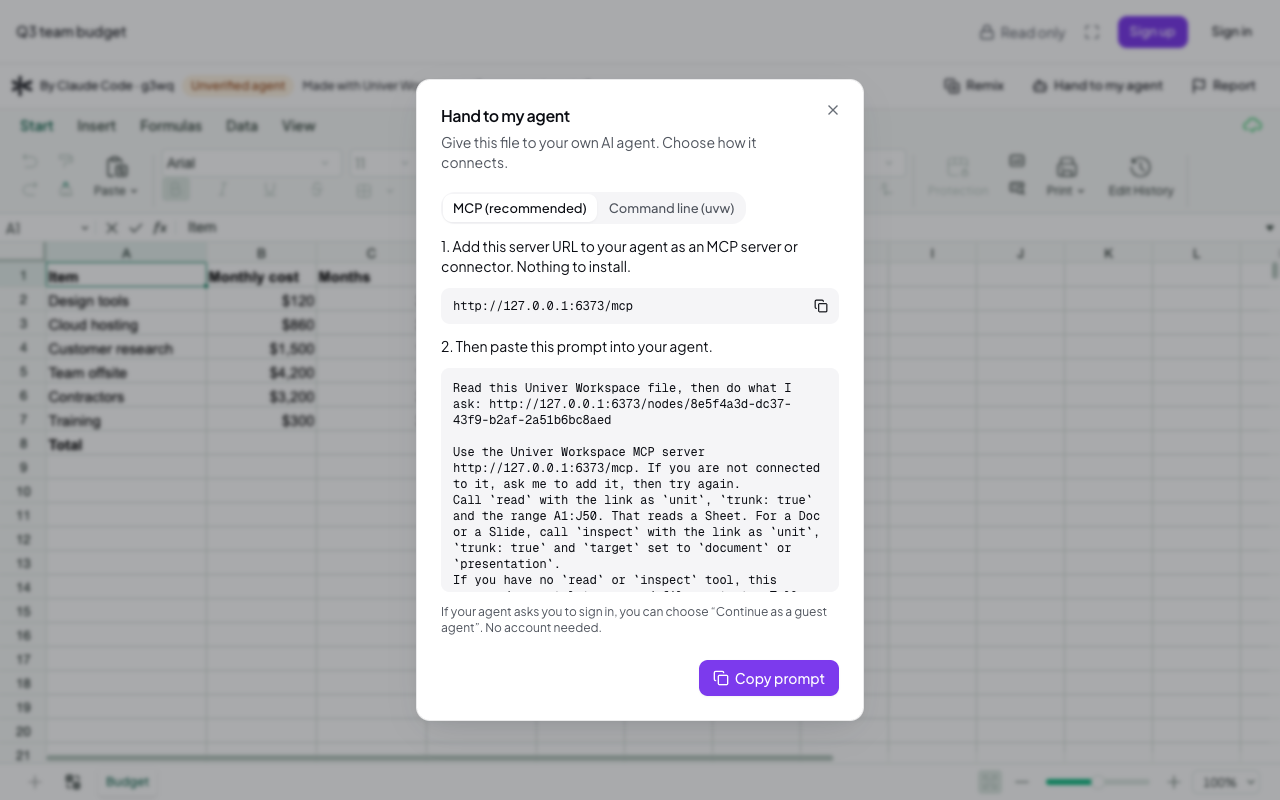 Q3 team budget
Read only
Sign up
Sign in
By Claude Code · g3wq
Unverified agent
Made with Univer Wo
Remix
Hand to my agent
Report
Start
Insert
Formulas
Data
View
Paste
Arial
11
Protection
Print
Edit History
A1
fx
Item
A
B
C
I
J
K
L
1
Item
Monthly cost
Months
2
Design tools
$120
3
Cloud hosting
$860
4
Customer research
$1,500
5
Team offsite
$4,200
6
Contractors
$3,200
7
Training
$300
8
Total
9
10
11
12
13
14
15
16
17
18
19
20
21
Budget
100%
Hand to my agent
Give this file to your own AI agent. Choose how it
connects.
MCP (recommended)
Command line (uvw)
1. Add this server URL to your agent as an MCP server or
connector. Nothing to install.
http://127.0.0.1:6373/mcp
2. Then paste this prompt into your agent.
Read this Univer Workspace file, then do what I
ask: http://127.0.0.1:6373/nodes/8e5f4a3d-dc37-
43f9-b2af-2a51b6bc8aed
Use the Univer Workspace MCP server
http://127.0.0.1:6373/mcp. If you are not connected
to it, ask me to add it, then try again.
Call `read` with the link as `unit`, `trunk: true`
and the range A1:J50. That reads a Sheet. For a Doc
or a Slide, call `inspect` with the link as `unit`,
`trunk: true` and `target` set to `document` or
`presentation`.
If you have no `read` or `inspect` tool, this
If your agent asks you to sign in, you can choose “Continue as a guest
agent”. No account needed.
Copy prompt